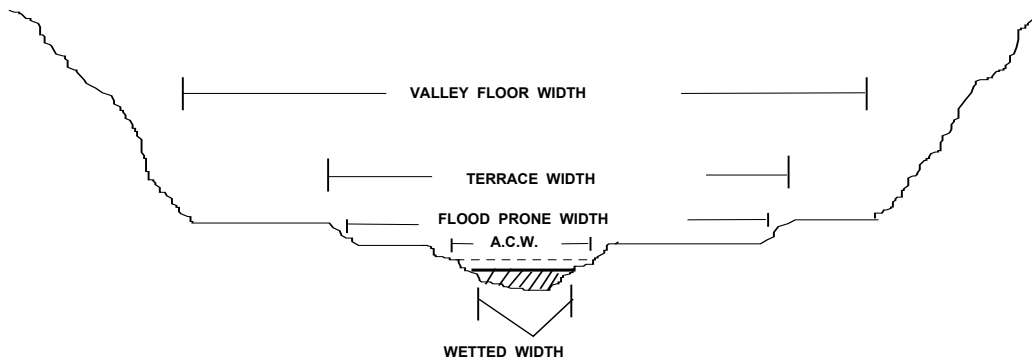 VALLEY FLOOR WIDTH
TERRACE WIDTH
FLOOD PRONE WIDTH
A.C.W.
WETTED WIDTH